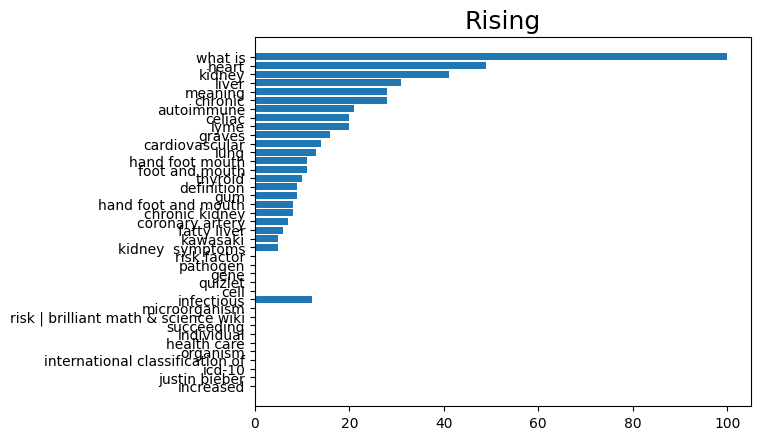 Rising
what is
heart
kidney
liver
meaning
chronic
autoimmune
celiac
lyme
graves
cardiovascular
lung
hand foot mouth
foot and mouth
thyroid
definition
gum
hand foot and mouth
chronic kidney
coronary artery
fatty liver
kawasaki
kidney  symptoms
risk factor
pathogen
gene
quizlet
cell
infectious
microorganism
risk | brilliant math & science wiki
succeeding
individual
health care
organism
international classification of
icd-10
justin bieber
increased
0 20 40 60 80 100